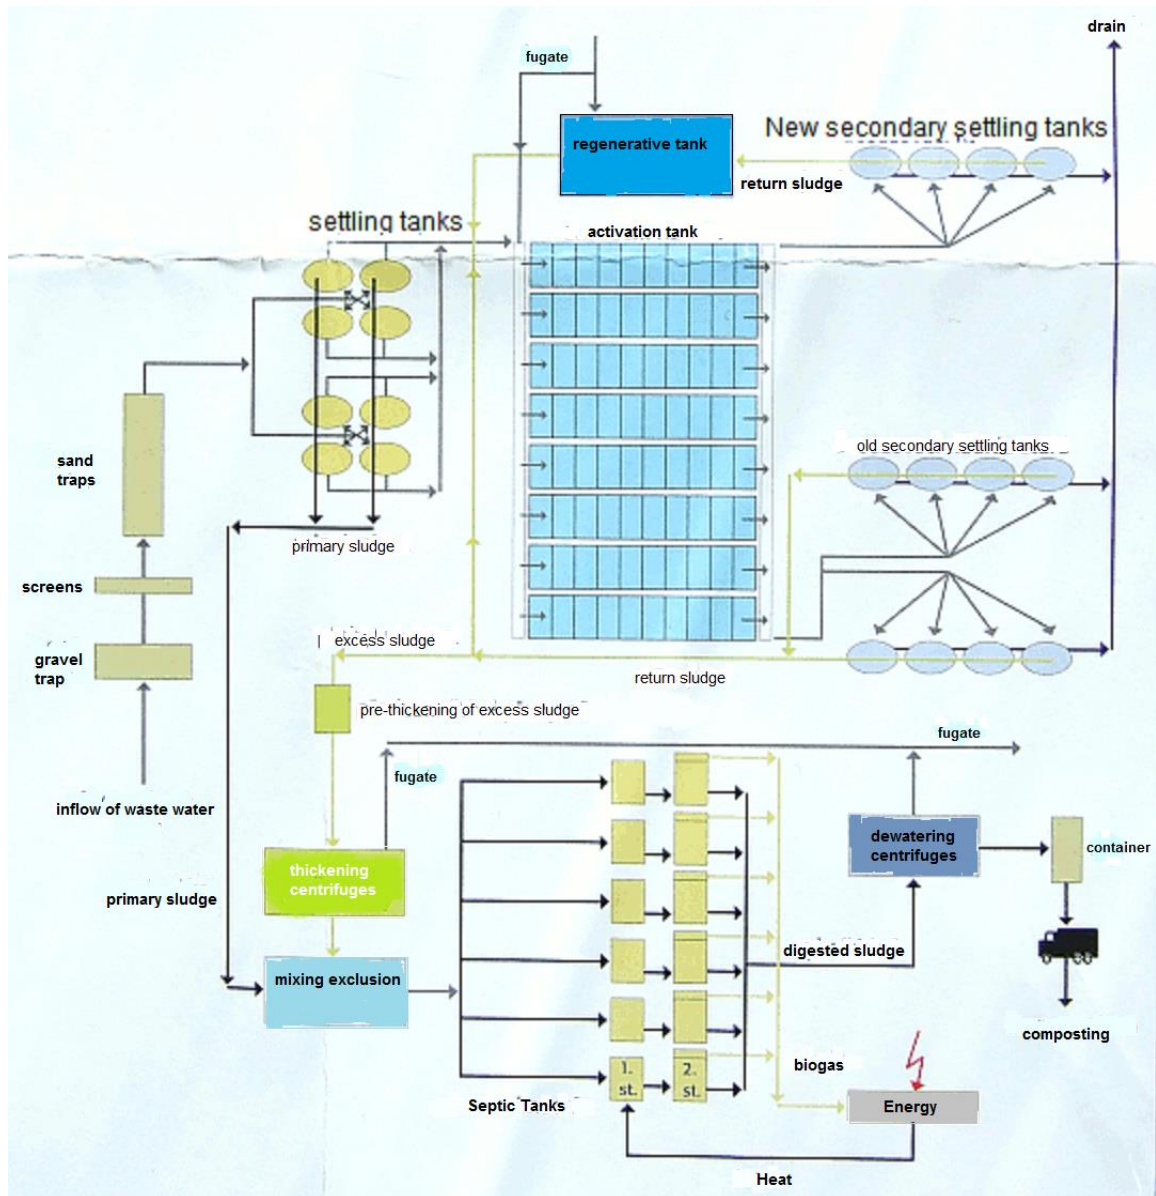 drain
fugate
regenerative tank
New secondary settling tanks
return sludge
settling tanks
activation tank
old secondary settling tanks
sand
traps
primary sludge
screens
excess sludge
gravel
trap
return sludge
pre-thickening of excess sludge
fugate
fugate
inflow of waste water
dewatering
centrifuges
container
thickening
centrifuges
primary sludge
digested sludge
mixing exclusion
composting
biogas
1.
st.
2.
st.
Septic Tanks
Energy
Heat